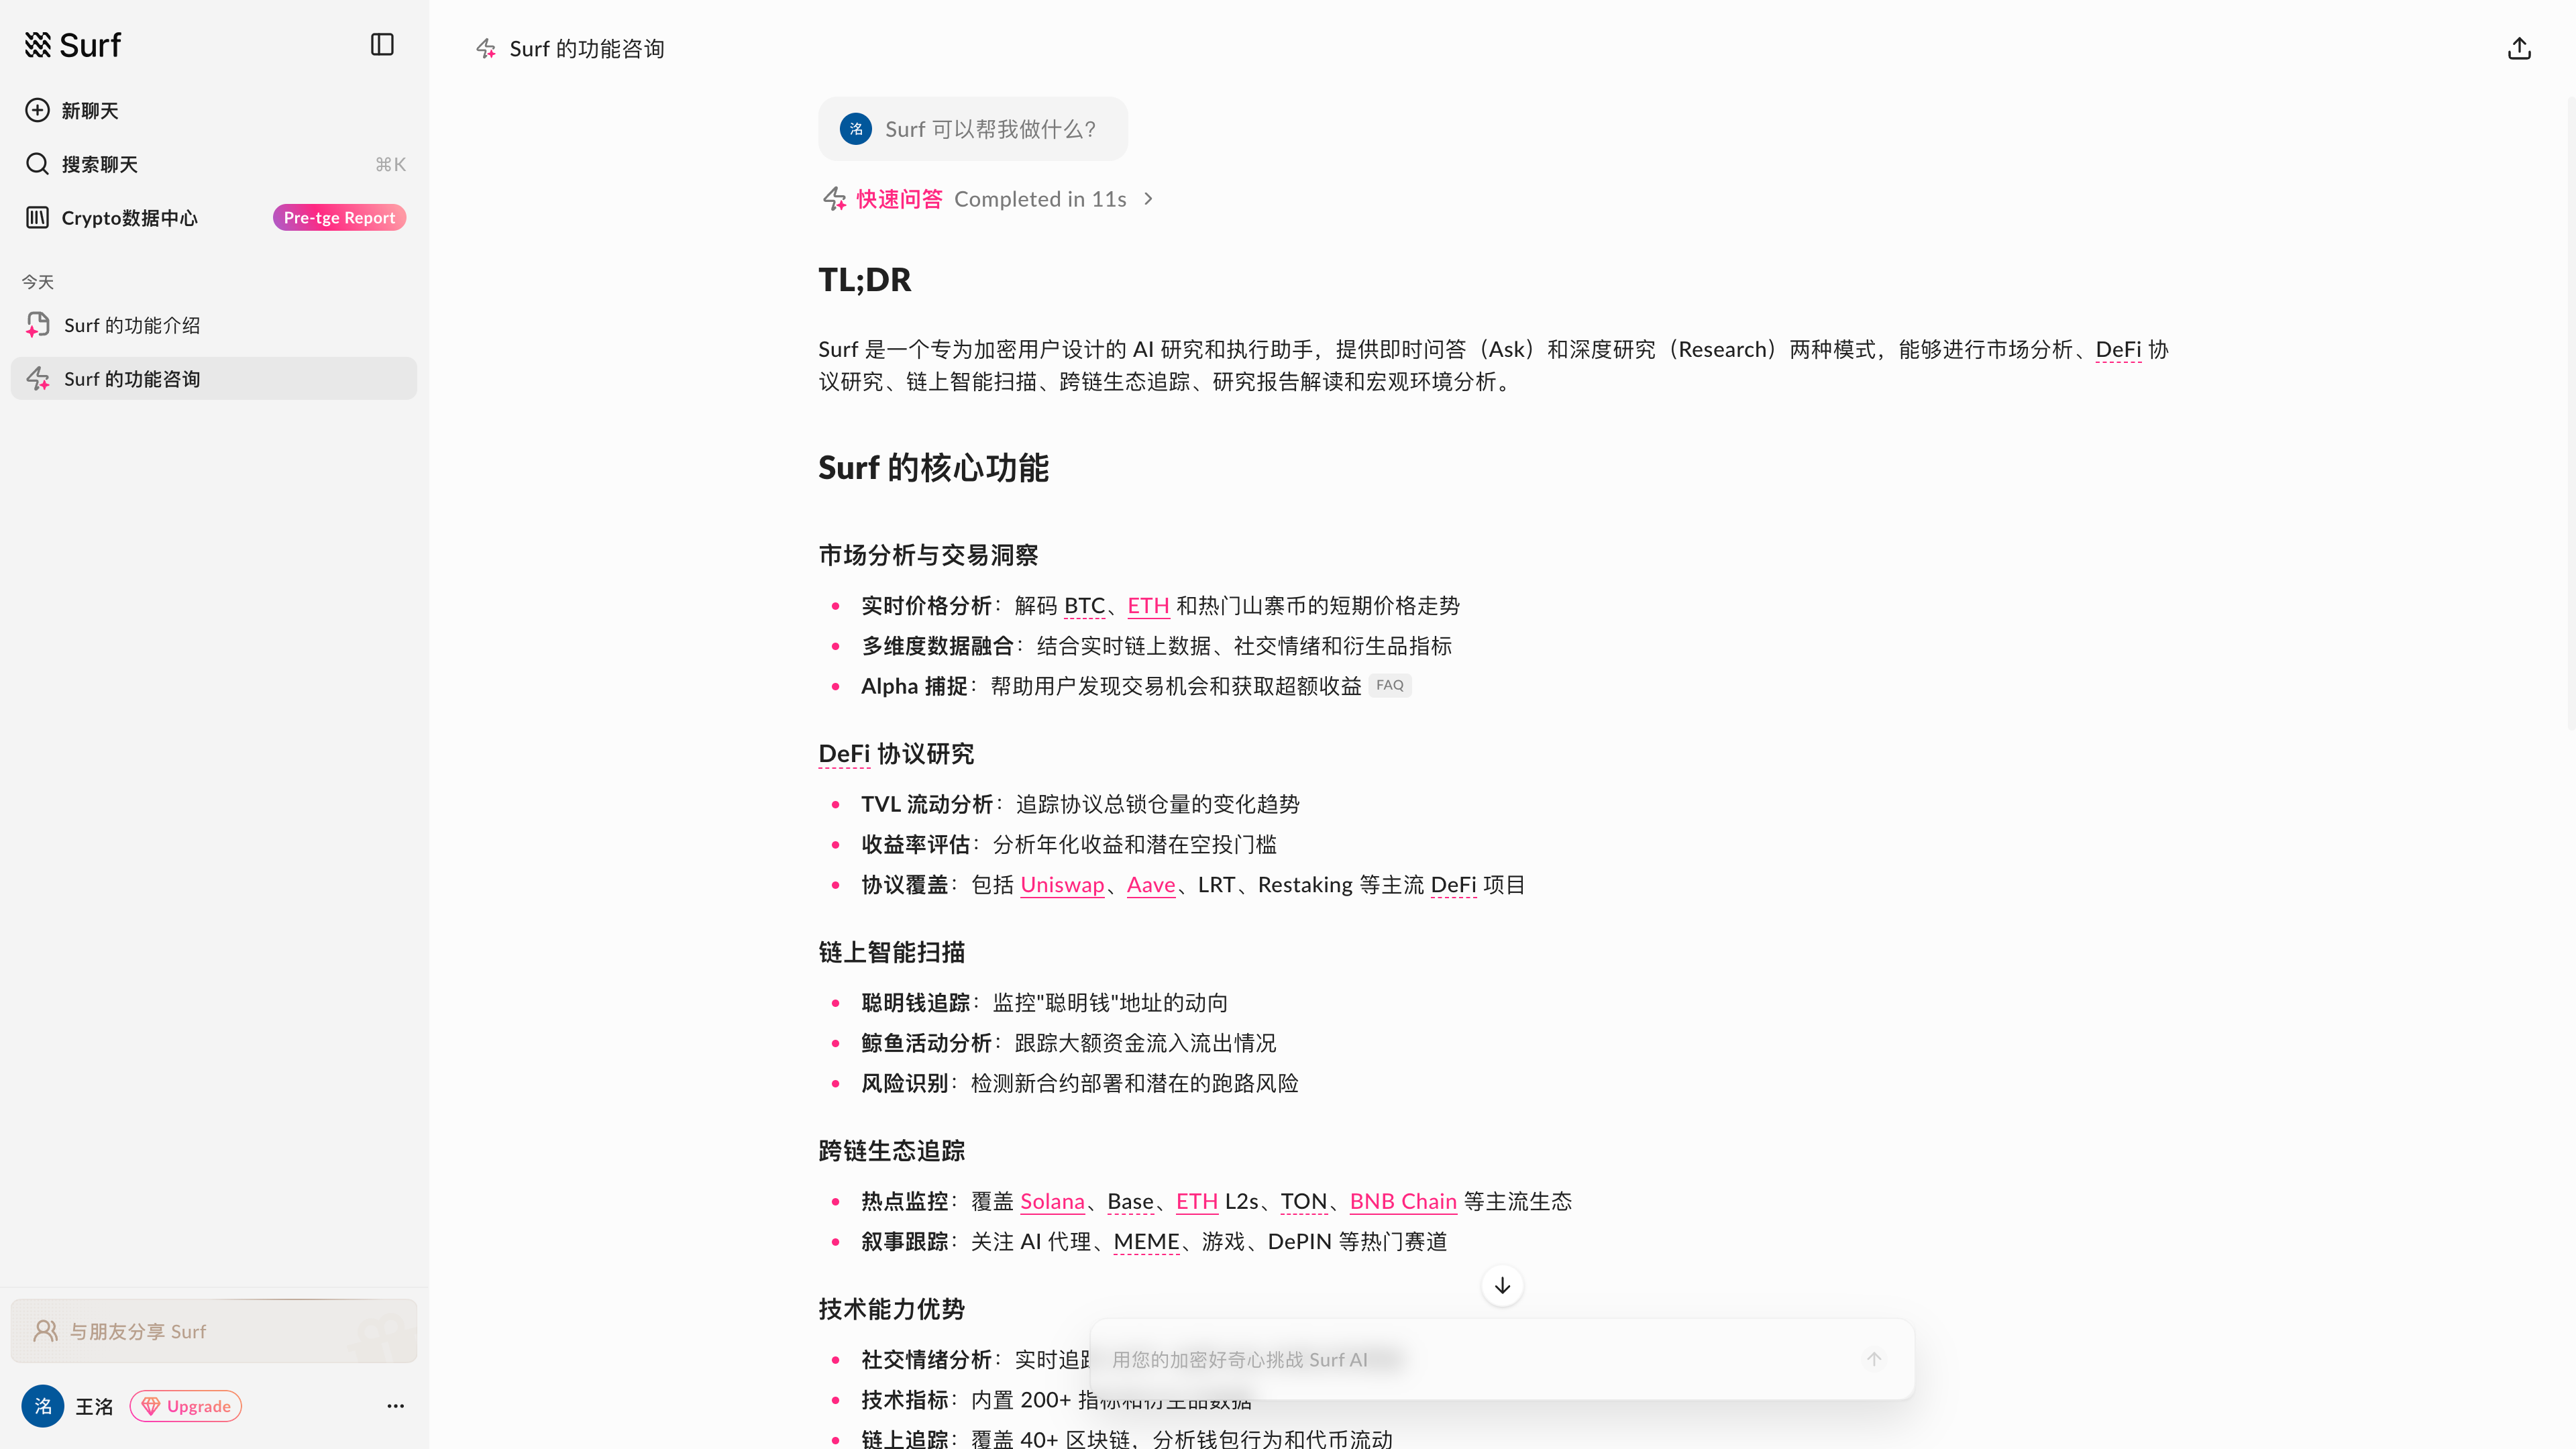 Surf
新聊天
搜索聊天 ⌘K
Crypto数据中心 Pre-tge Report
今天
Surf 的功能介绍
Surf 的功能咨询
与朋友分享 Surf
洺 王洺 Upgrade
Surf 的功能咨询
洺 Surf 可以帮我做什么?
快速问答 Completed in 11s
TL;DR
Surf 是一个专为加密用户设计的 AI 研究和执行助手，提供即时问答（Ask）和深度研究（Research）两种模式，能够进行市场分析、DeFi 协
议研究、链上智能扫描、跨链生态追踪、研究报告解读和宏观环境分析。
Surf 的核心功能
市场分析与交易洞察
实时价格分析：解码 BTC、ETH 和热门山寨币的短期价格走势
多维度数据融合：结合实时链上数据、社交情绪和衍生品指标
Alpha 捕捉：帮助用户发现交易机会和获取超额收益 FAQ
DeFi 协议研究
TVL 流动分析：追踪协议总锁仓量的变化趋势
收益率评估：分析年化收益和潜在空投门槛
协议覆盖：包括 Uniswap、Aave、LRT、Restaking 等主流 DeFi 项目
链上智能扫描
聪明钱追踪：监控"聪明钱"地址的动向
鲸鱼活动分析：跟踪大额资金流入流出情况
风险识别：检测新合约部署和潜在的跑路风险
跨链生态追踪
热点监控：覆盖 Solana、Base、ETH L2s、TON、BNB Chain 等主流生态
叙事跟踪：关注 AI 代理、MEME、游戏、DePIN 等热门赛道
技术能力优势
社交情绪分析：实时追踪
用您的加密好奇心挑战 Surf AI
技术指标：内置 200+ 指标和衍生品数据
链上追踪：覆盖 40+ 区块链，分析钱包行为和代币流动